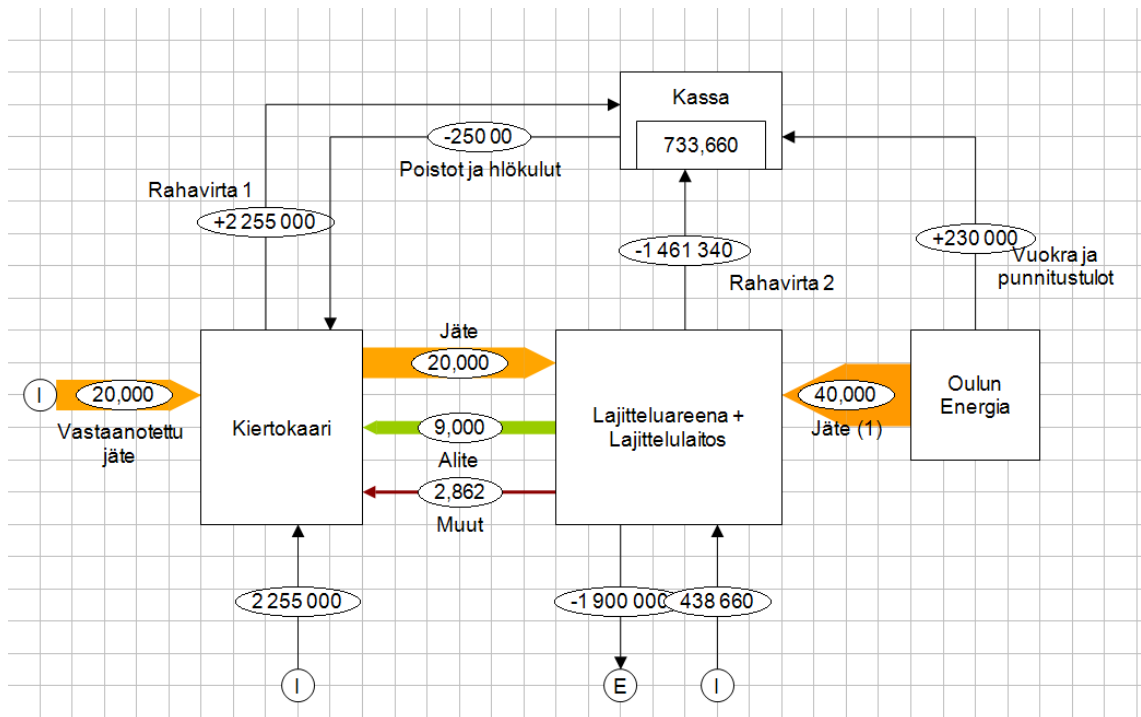 Kassa
733,660
-250 00
Poistot ja hlökulut
Rahavirta 1
+2 255 000
-1 461 340
Rahavirta 2
+230 000
Vuokra ja
punnitustulot
Jäte
20,000
I
20,000
Vastaanotettu
jäte
Kiertokaari
9,000
Alite
2,862
Muut
Lajitteluareena +
Lajittelulaitos
40,000
Jäte (1)
Oulun
Energia
2 255 000
-1 900 000
438 660
I
E
I